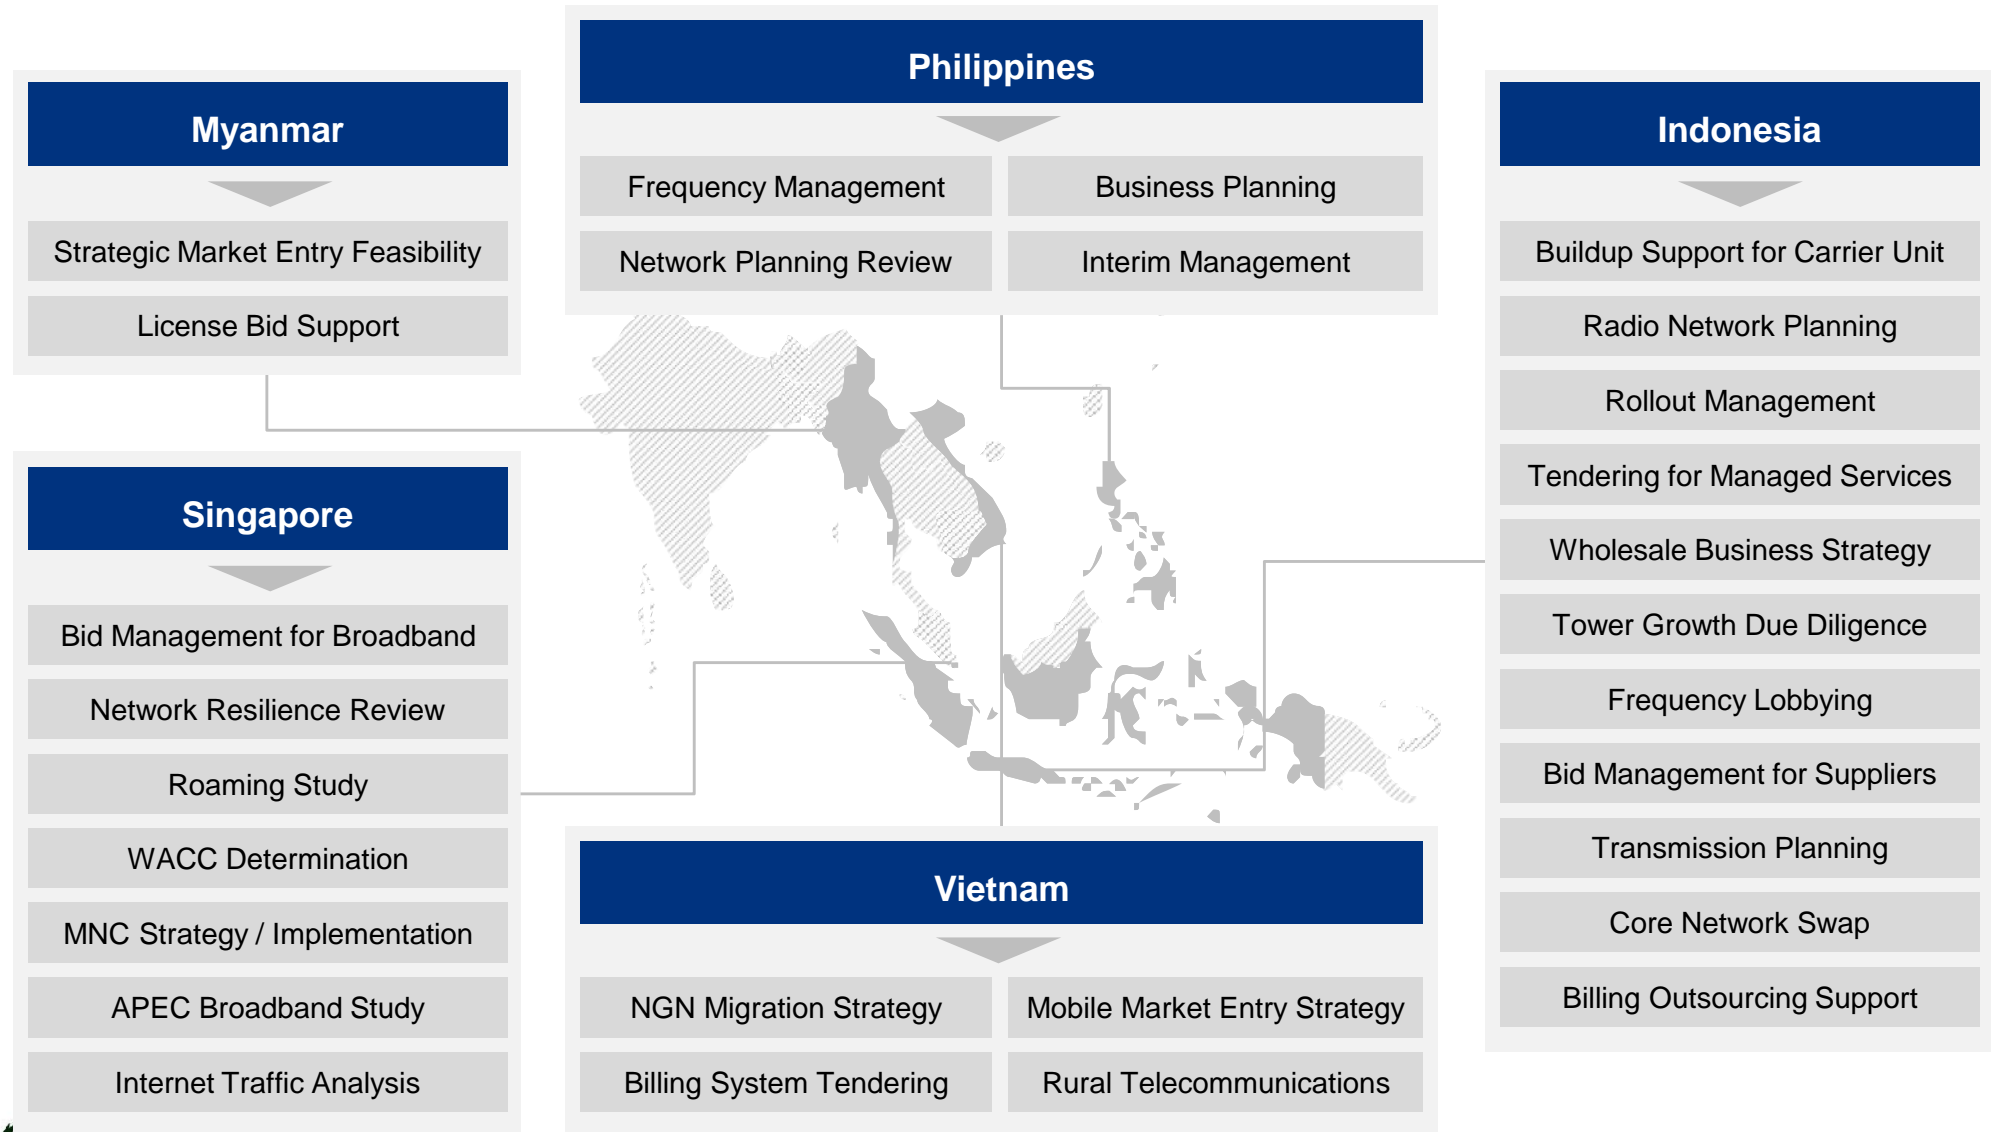 Philippines
Frequency Management
Business Planning
Network Planning Review
Interim Management
Myanmar
Strategic Market Entry Feasibility
License Bid Support
Singapore
Bid Management for Broadband
Network Resilience Review
Roaming Study
WACC Determination
MNC Strategy / Implementation
APEC Broadband Study
Internet Traffic Analysis
Vietnam
NGN Migration Strategy
Mobile Market Entry Strategy
Billing System Tendering
Rural Telecommunications
Indonesia
Buildup Support for Carrier Unit
Radio Network Planning
Rollout Management
Tendering for Managed Services
Wholesale Business Strategy
Tower Growth Due Diligence
Frequency Lobbying
Bid Management for Suppliers
Transmission Planning
Core Network Swap
Billing Outsourcing Support